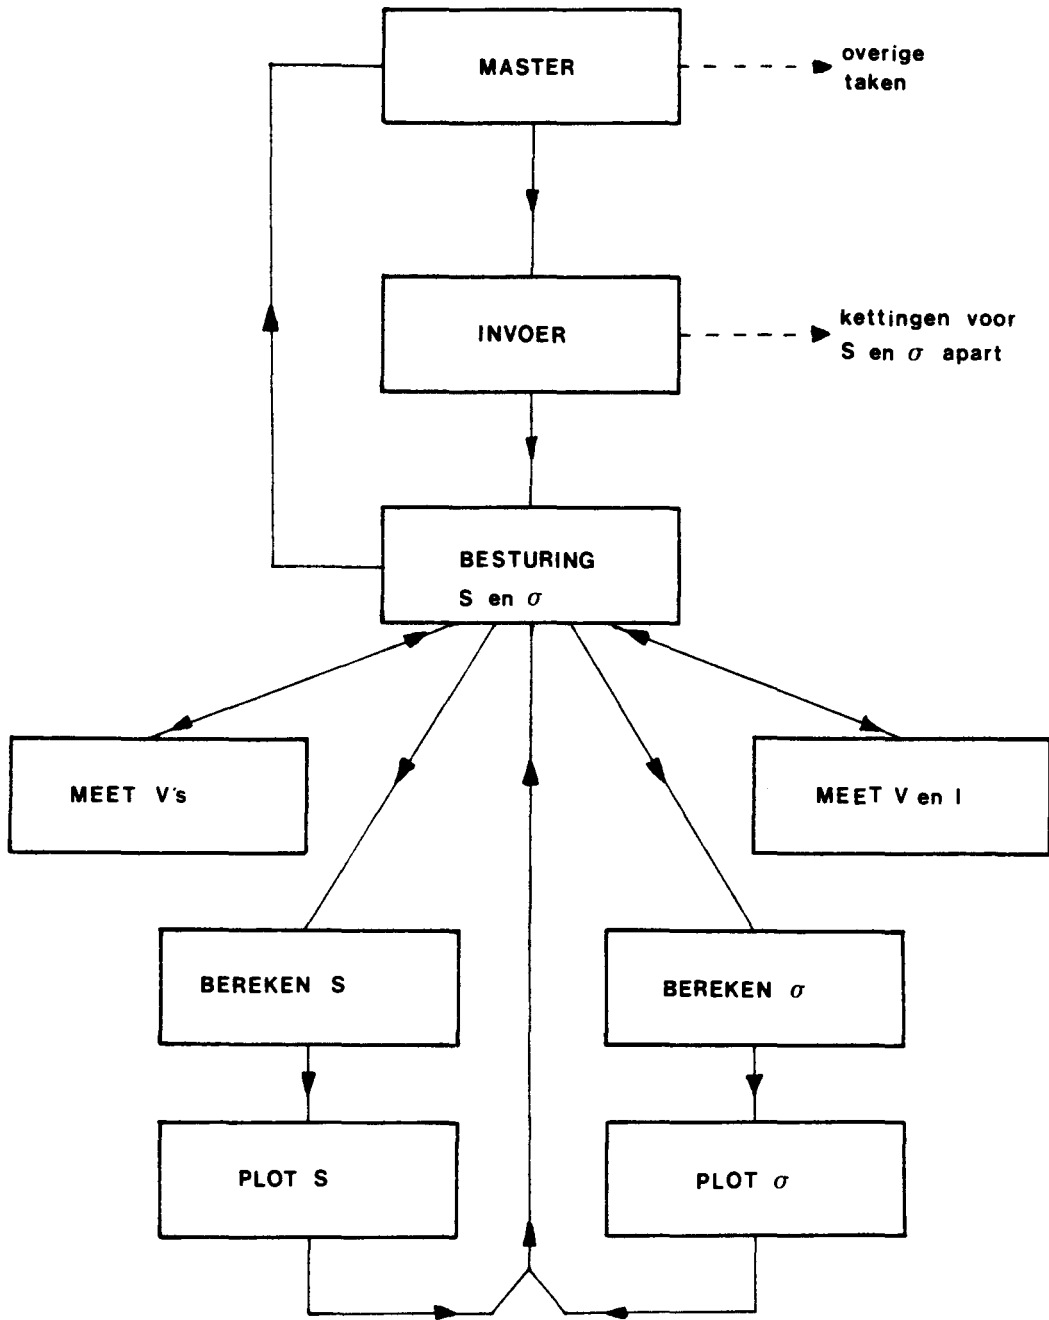 MASTER
overige
taken
INVOER
kettingen voor
S en σ apart
BESTURING
S en σ
MEET V's
MEET V en I
BEREKEN S
BEREKEN σ
PLOT S
PLOT σ